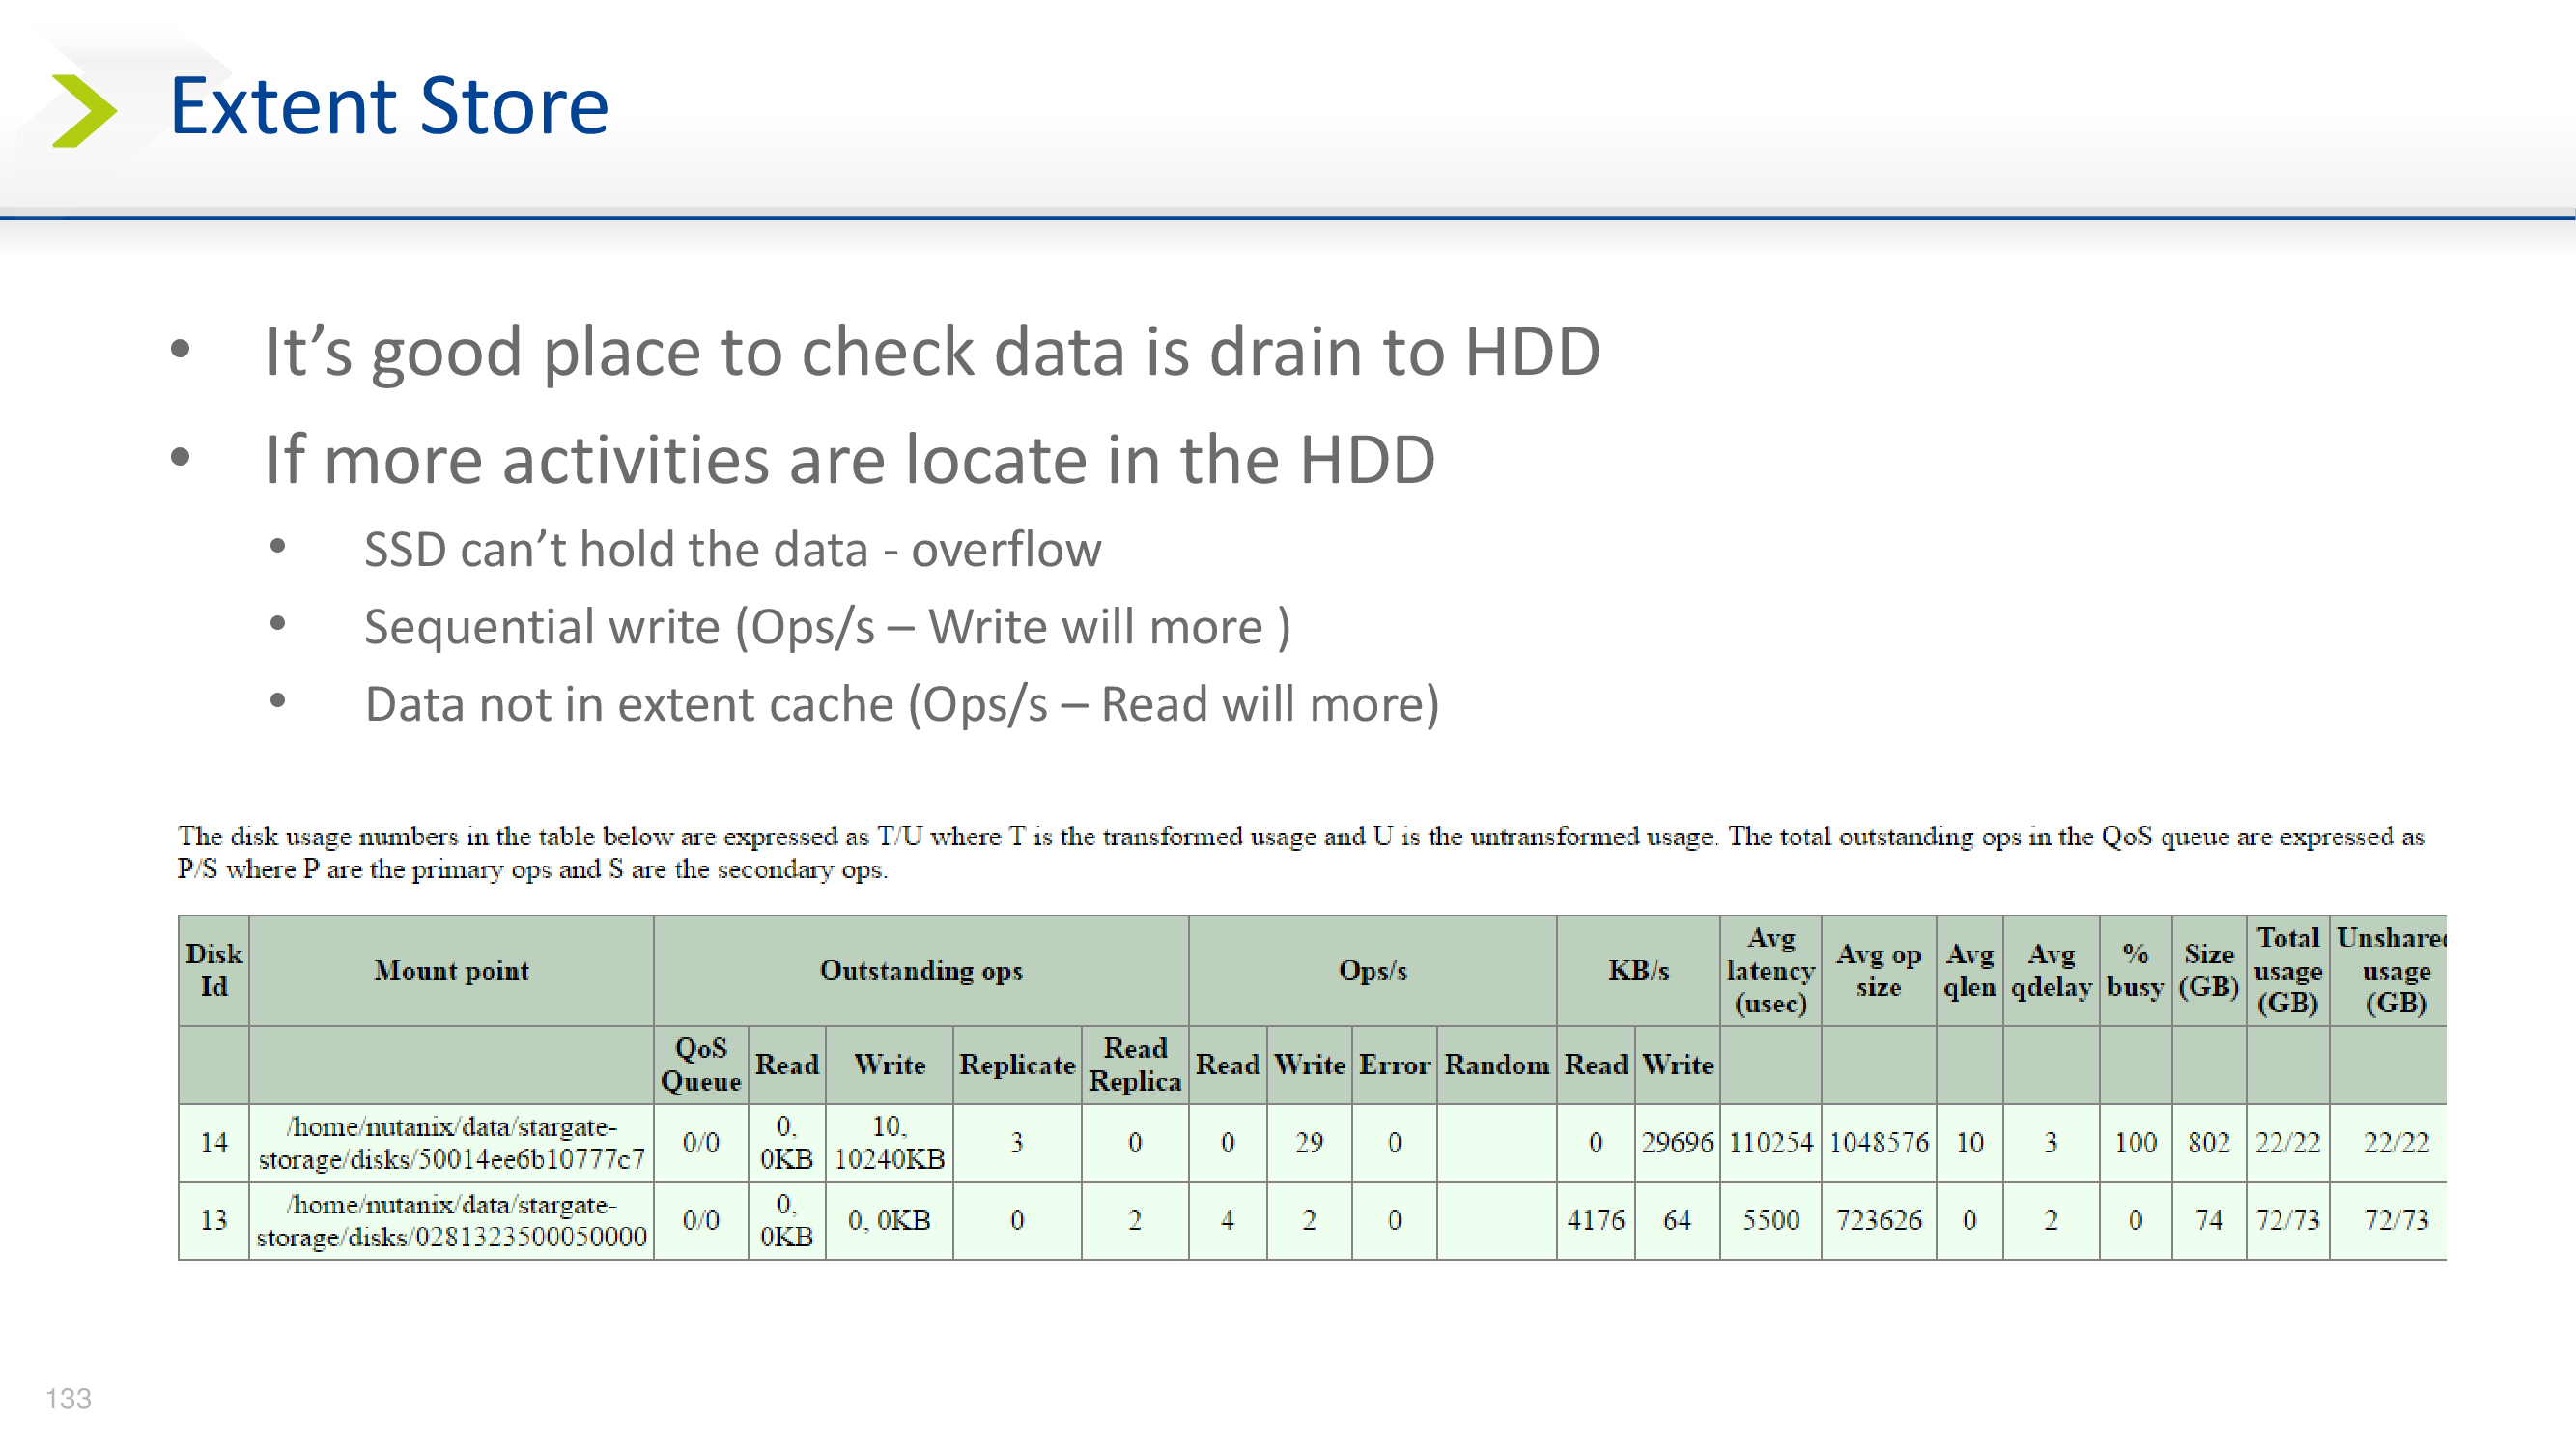 Extent Store
• It’s good place to check data is drain to HDD
• If more activities are locate in the HDD
• SSD can’t hold the data - overflow
• Sequential write (Ops/s – Write will more )
• Data not in extent cache (Ops/s – Read will more)
The disk usage numbers in the table below are expressed as T/U where T is the transformed usage and U is the untransformed usage. The total outstanding ops in the QoS queue are expressed as
P/S where P are the primary ops and S are the secondary ops.
Disk Id Mount point Outstanding ops Ops/s KB/s Avg latency (usec) Avg op size Avg qlen Avg qdelay % busy Size (GB) Total usage (GB) Unshared usage (GB)
QoS Queue Read Write Replicate Read Replica Read Write Error Random Read Write
14 /home/nutanix/data/stargate-storage/disks/50014ee6b10777c7 0/0 0, 0KB 10, 10240KB 3 0 0 29 0 0 29696 110254 1048576 10 3 100 802 22/22 22/22
13 /home/nutanix/data/stargate-storage/disks/0281323500050000 0/0 0, 0KB 0, 0KB 0 2 4 2 0 4176 64 5500 723626 0 2 0 74 72/73 72/73
133